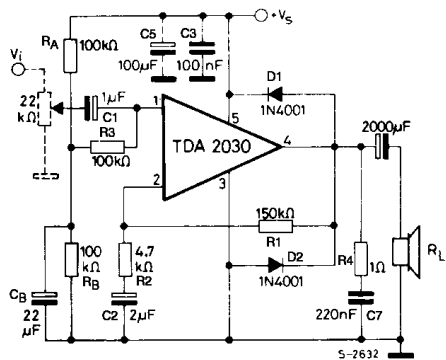 +Vs
Vi
RA
100kΩ
C5
100µF
C3
100 nF
D1
1N4001
22
kΩ
1µF
C1
R3
100kΩ
1
2
TDA 2030
5
4
3
2000µF
150kΩ
R1
D2
1N4001
R4
1Ω
RL
100
kΩ
RB
4.7
kΩ
R2
CB
22
µF
C2
2µF
220nF
C7
S-2632